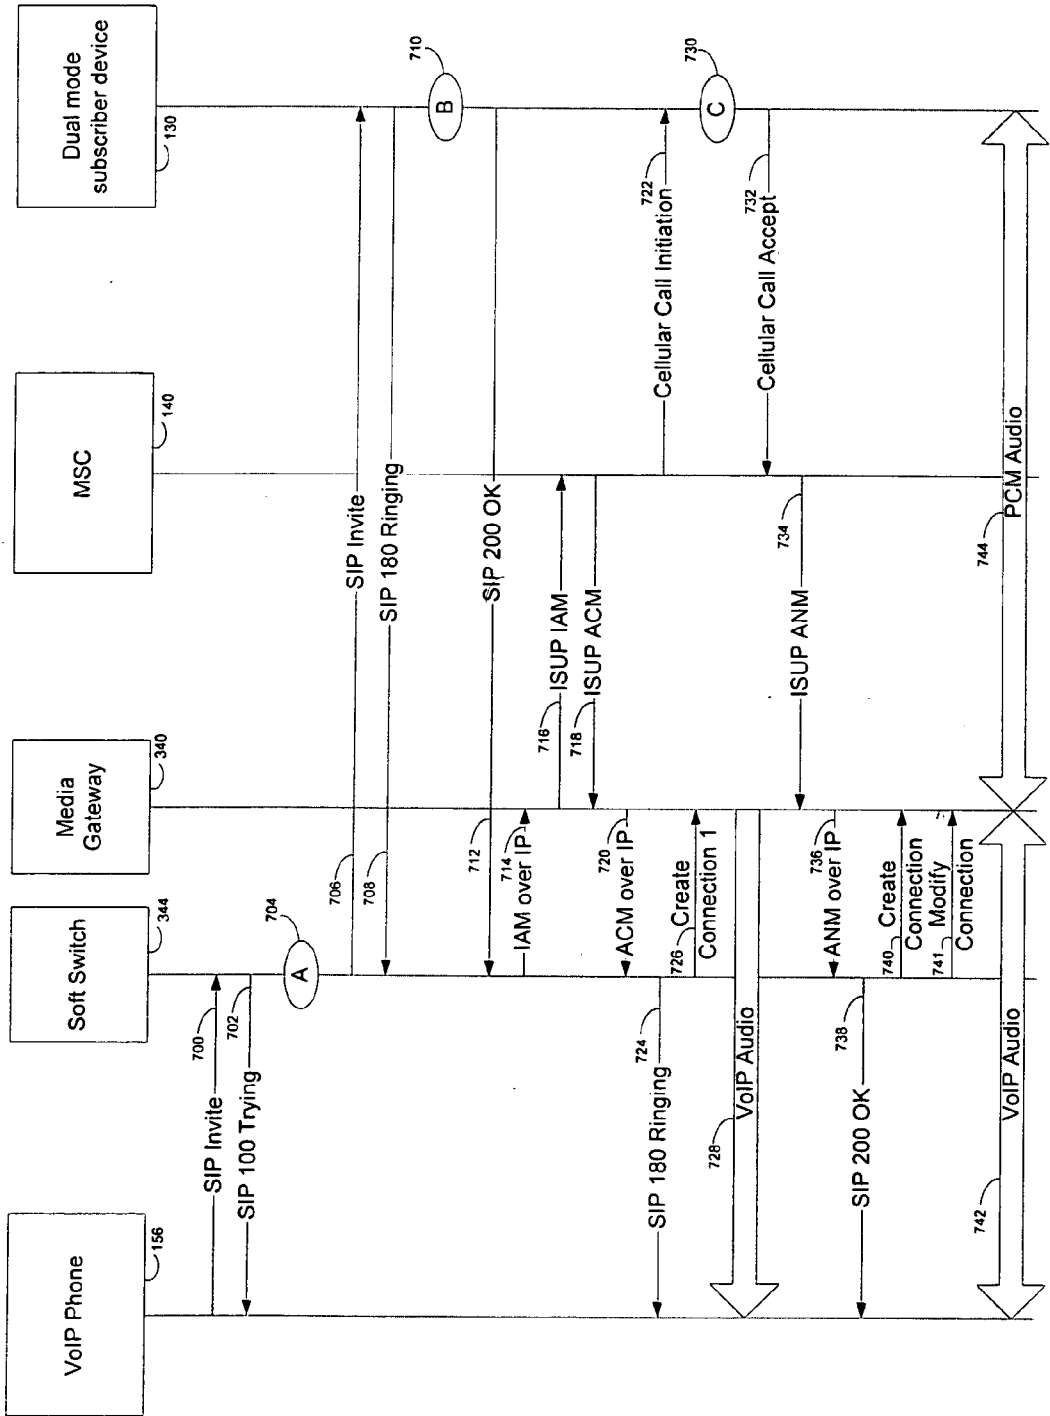 VoIP Phone
156
Soft Switch
344
Media
Gateway
340
MSC
140
Dual mode
subscriber device
130
700
SIP Invite
702
SIP 100 Trying
704
A
706
SIP Invite
708
SIP 180 Ringing
710
B
712
SIP 200 OK
714
IAM over IP
716
ISUP IAM
718
ISUP ACM
720
ACM over IP
722
Cellular Call Initiation
724
SIP 180 Ringing
726
Create
Connection 1
728
VoIP Audio
730
C
732
Cellular Call Accept
734
ISUP ANM
736
ANM over IP
738
SIP 200 OK
740
Create
Connection
741
Modify
Connection
742
VoIP Audio
744
PCM Audio